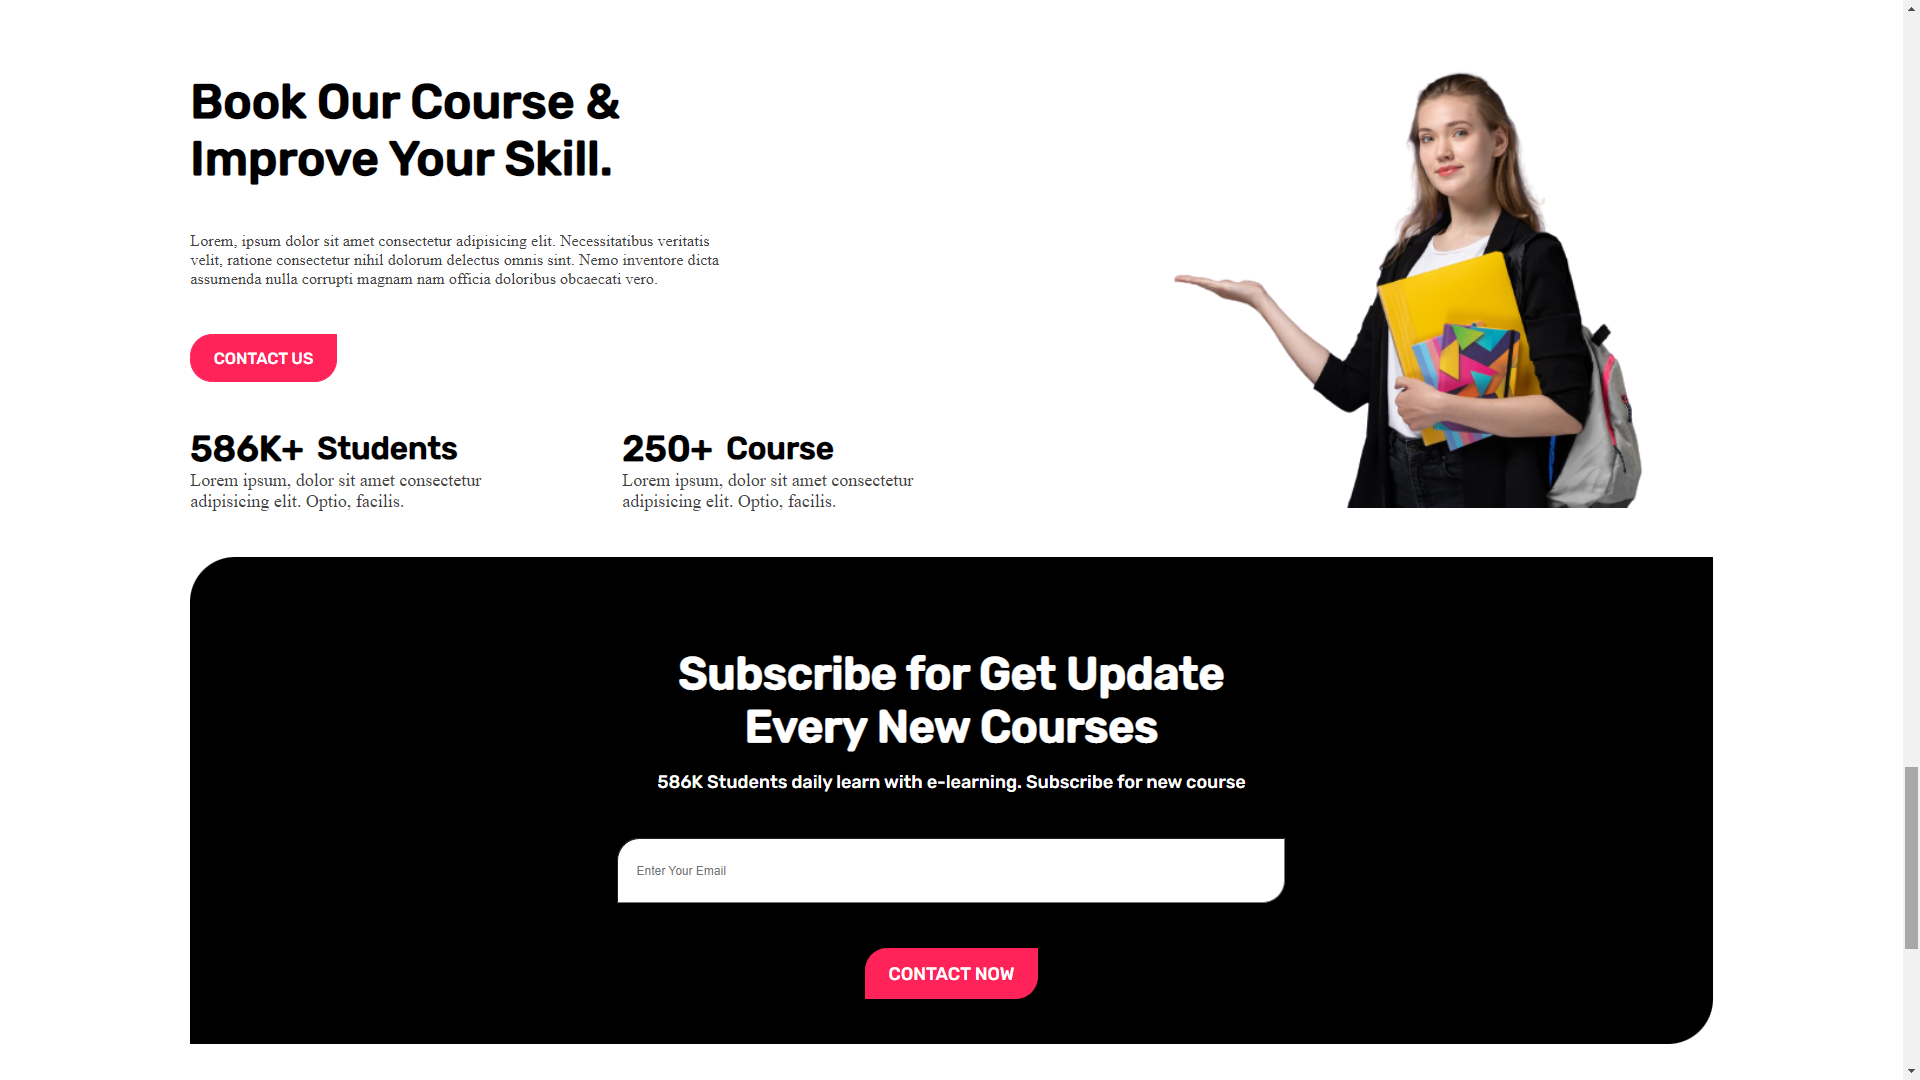 Book Our Course &
Improve Your Skill.
Lorem, ipsum dolor sit amet consectetur adipisicing elit. Necessitatibus veritatis
velit, ratione consectetur nihil dolorum delectus omnis sint. Nemo inventore dicta
assumenda nulla corrupti magnam nam officia doloribus obcaecati vero.
CONTACT US
586K+ Students
Lorem ipsum, dolor sit amet consectetur
adipisicing elit. Optio, facilis.
250+ Course
Lorem ipsum, dolor sit amet consectetur
adipisicing elit. Optio, facilis.
Subscribe for Get Update
Every New Courses
586K Students daily learn with e-learning. Subscribe for new course
Enter Your Email
CONTACT NOW